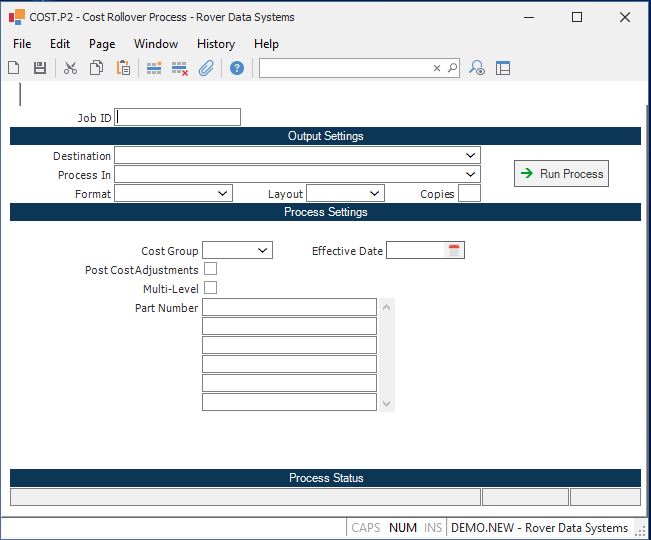 COST.P2 - Cost Rollover Process - Rover Data Systems
File Edit Page Window History Help
Job ID
Output Settings
Destination
Process In
Run Process
Format Layout Copies
Process Settings
Cost Group Effective Date
Post Cost Adjustments
Multi-Level
Part Number
Process Status
CAPS NUM INS DEMO.NEW - Rover Data Systems